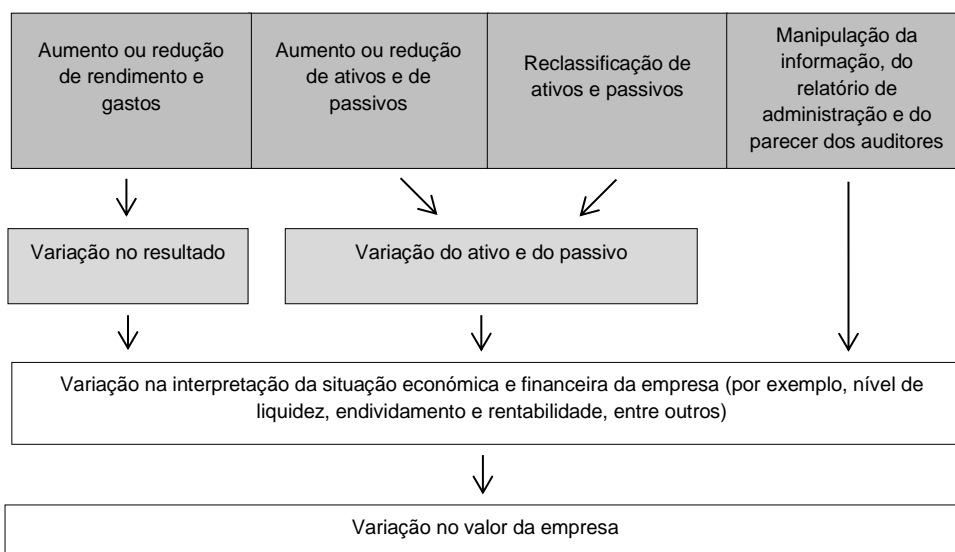 Aumento ou redução
de rendimento e
gastos
Aumento ou redução
de ativos e de
passivos
Reclassificação de
ativos e passivos
Manipulação da
informação, do
relatório de
administração e do
parecer dos auditores
Variação no resultado
Variação do ativo e do passivo
Variação na interpretação da situação económica e financeira da empresa (por exemplo, nível de
liquidez, endividamento e rentabilidade, entre outros)
Variação no valor da empresa